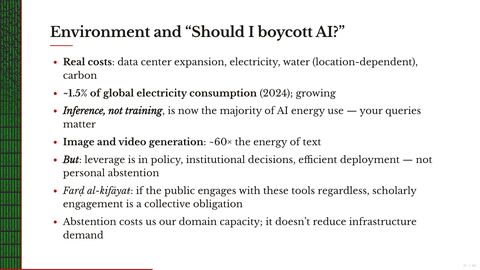 Environment and “Should I boycott AI?”
• Real costs: data center expansion, electricity, water (location-dependent),
carbon
• ~1.5% of global electricity consumption (2024); growing
• Inference, not training, is now the majority of AI energy use — your queries
matter
• Image and video generation: ~60× the energy of text
• But: leverage is in policy, institutional decisions, efficient deployment — not
personal abstention
• Farḍ al-kifāyat: if the public engages with these tools regardless, scholarly
engagement is a collective obligation
• Abstention costs us our domain capacity; it doesn’t reduce infrastructure
demand